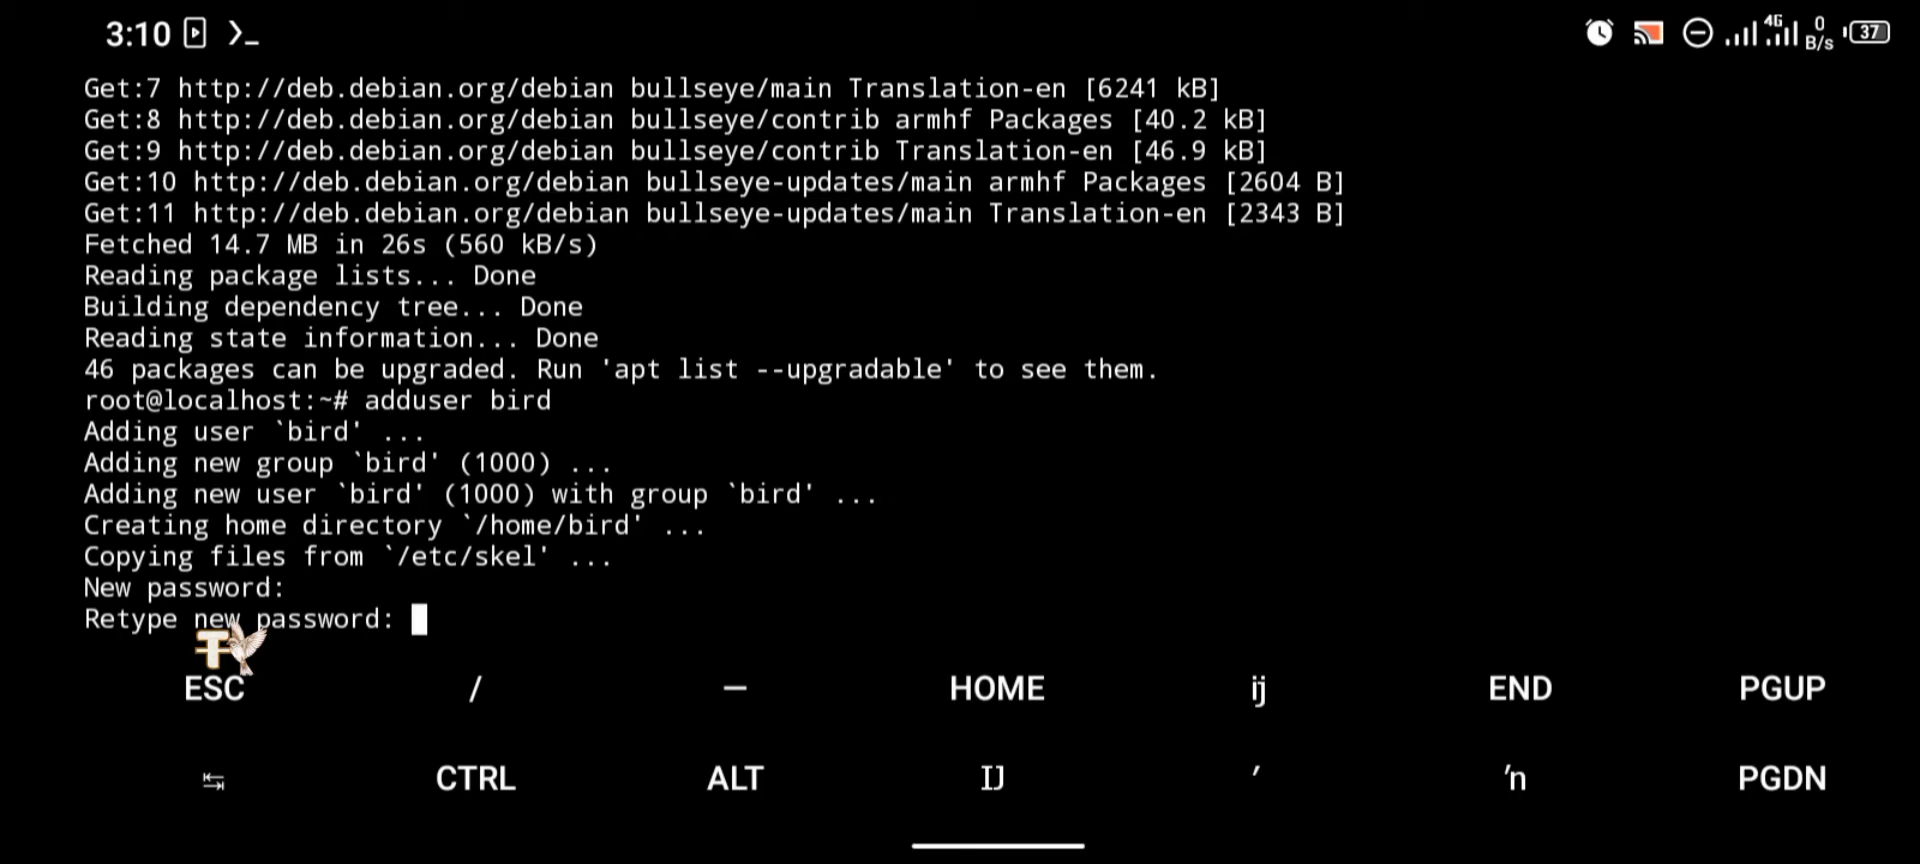 3:10
4G 0 B/s 37
Get:7 http://deb.debian.org/debian bullseye/main Translation-en [6241 kB]
Get:8 http://deb.debian.org/debian bullseye/contrib armhf Packages [40.2 kB]
Get:9 http://deb.debian.org/debian bullseye/contrib Translation-en [46.9 kB]
Get:10 http://deb.debian.org/debian bullseye-updates/main armhf Packages [2604 B]
Get:11 http://deb.debian.org/debian bullseye-updates/main Translation-en [2343 B]
Fetched 14.7 MB in 26s (560 kB/s)
Reading package lists... Done
Building dependency tree... Done
Reading state information... Done
46 packages can be upgraded. Run 'apt list --upgradable' to see them.
root@localhost:~# adduser bird
Adding user `bird' ...
Adding new group `bird' (1000) ...
Adding new user `bird' (1000) with group `bird' ...
Creating home directory `/home/bird' ...
Copying files from `/etc/skel' ...
New password:
Retype new password:
T
ESC / — HOME ĳ END PGUP
↹ CTRL ALT Ĳ ′ ŉ PGDN